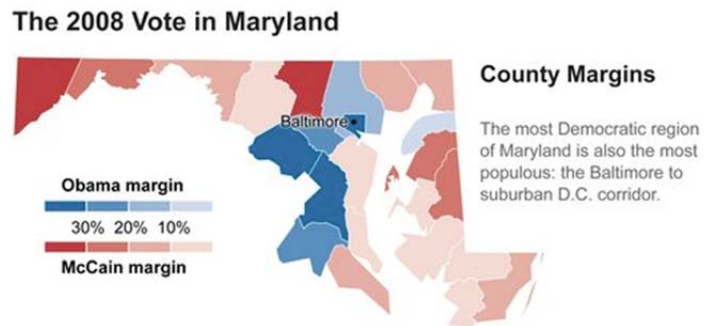 The 2008 Vote in Maryland
County Margins
The most Democratic region
of Maryland is also the most
populous: the Baltimore to
suburban D.C. corridor.
Baltimore
Obama margin
30% 20% 10%
McCain margin